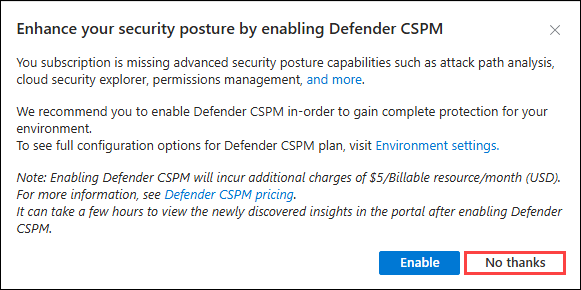 Enhance your security posture by enabling Defender CSPM
You subscription is missing advanced security posture capabilities such as attack path analysis,
cloud security explorer, permissions management, and more.
We recommend you to enable Defender CSPM in-order to gain complete protection for your
environment.
To see full configuration options for Defender CSPM plan, visit Environment settings.
Note: Enabling Defender CSPM will incur additional charges of $5/Billable resource/month (USD).
For more information, see Defender CSPM pricing.
It can take a few hours to view the newly discovered insights in the portal after enabling Defender
CSPM.
Enable No thanks